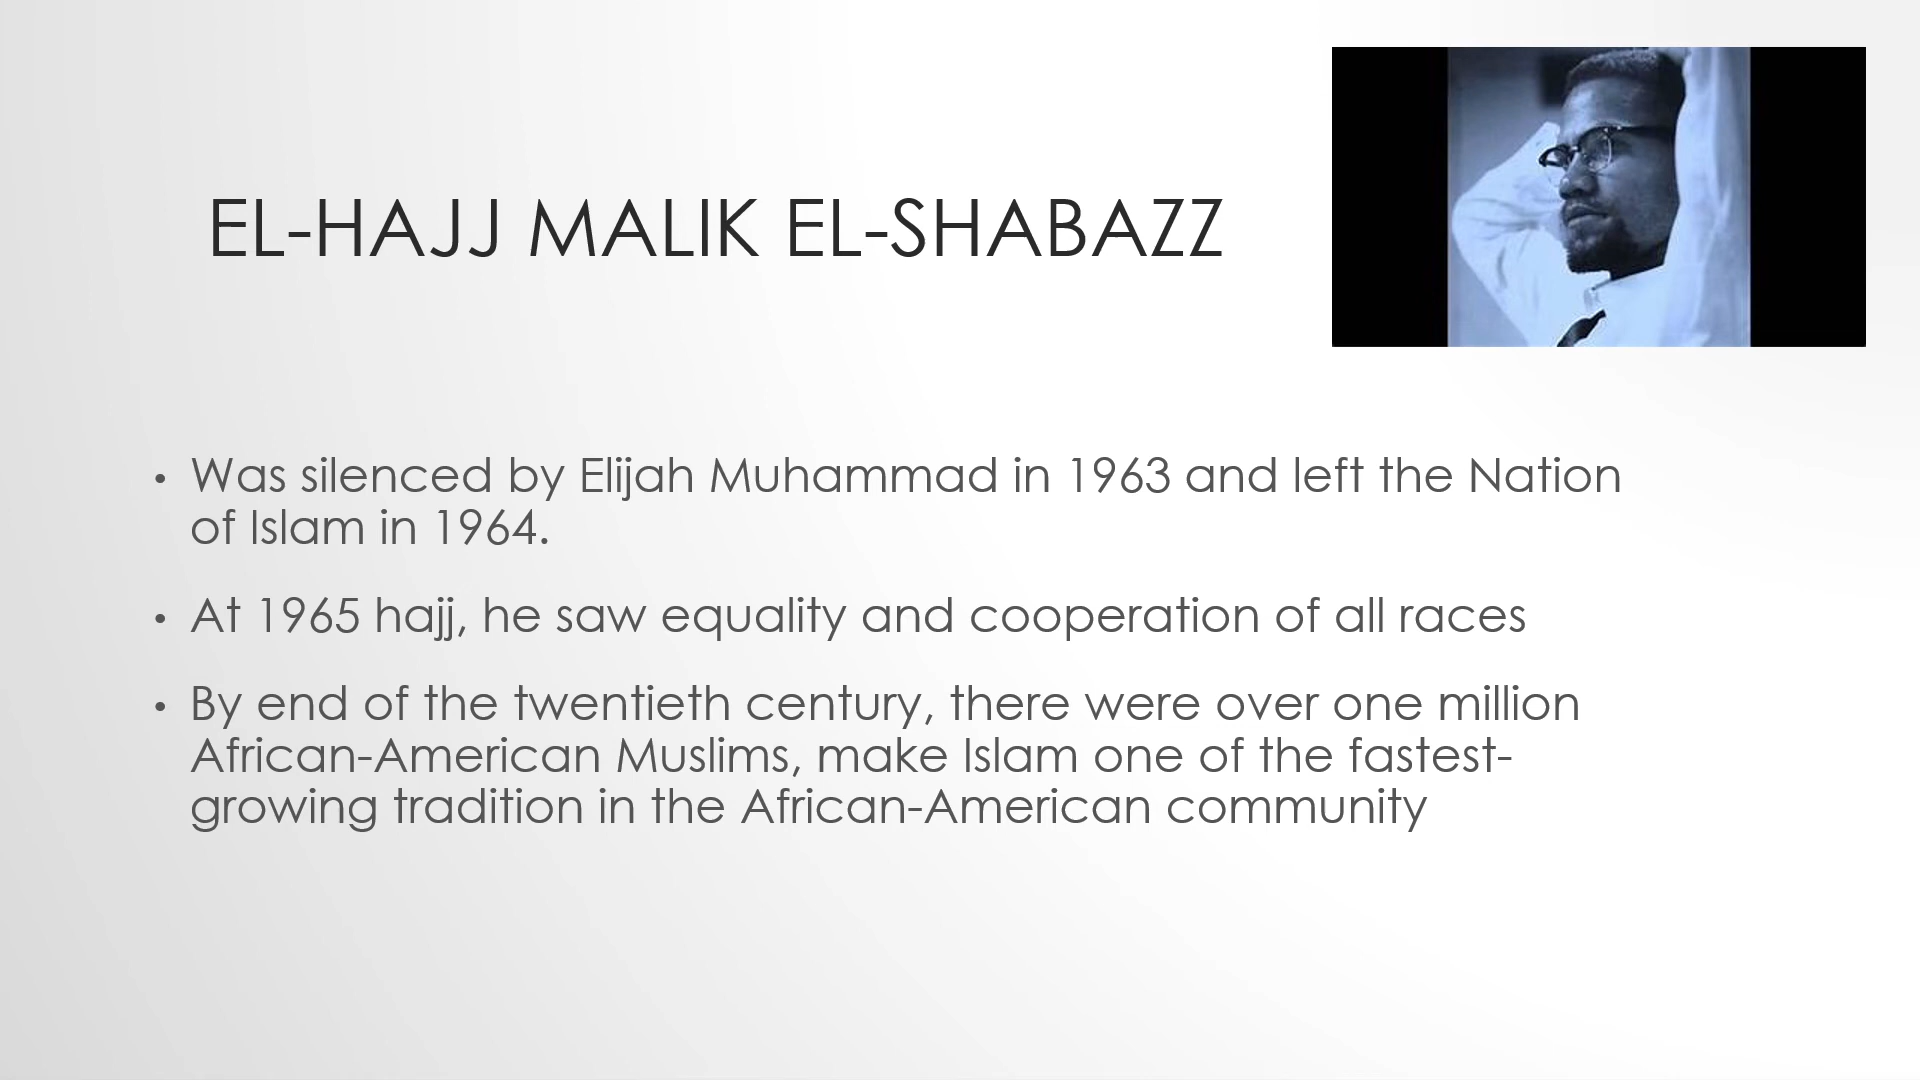 EL-HAJJ MALIK EL-SHABAZZ
• Was silenced by Elijah Muhammad in 1963 and left the Nation
of Islam in 1964.
• At 1965 hajj, he saw equality and cooperation of all races
• By end of the twentieth century, there were over one million
African-American Muslims, make Islam one of the fastest-
growing tradition in the African-American community